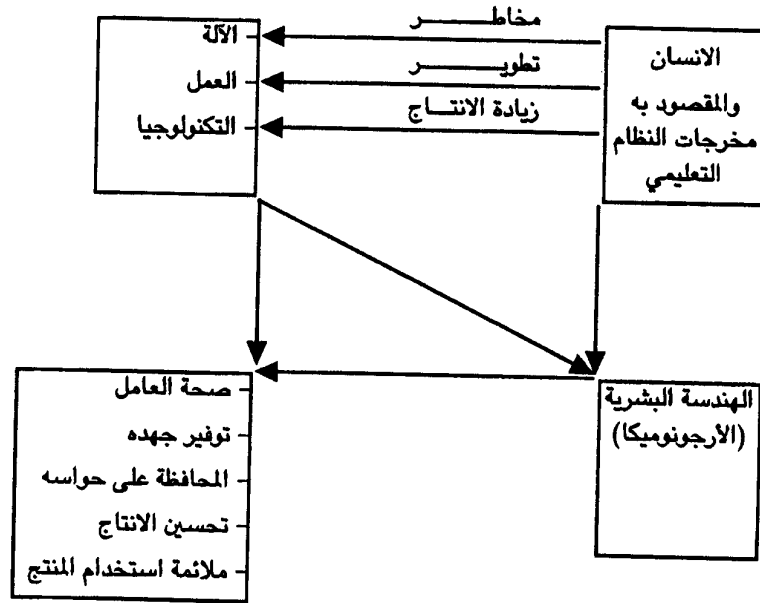 الانسان
والمقصود به
مخرجات النظام
التعليمي
مخاطـــــــر
تطويـــــــر
زيادة الانتـــاج
- الآلة
- العمل
- التكنولوجيا
الهندسة البشرية
(الأرجونوميكا)
- صحة العامل
- توفير جهده
- المحافظة على حواسه
- تحسين الانتاج
- ملائمة استخدام المنتج